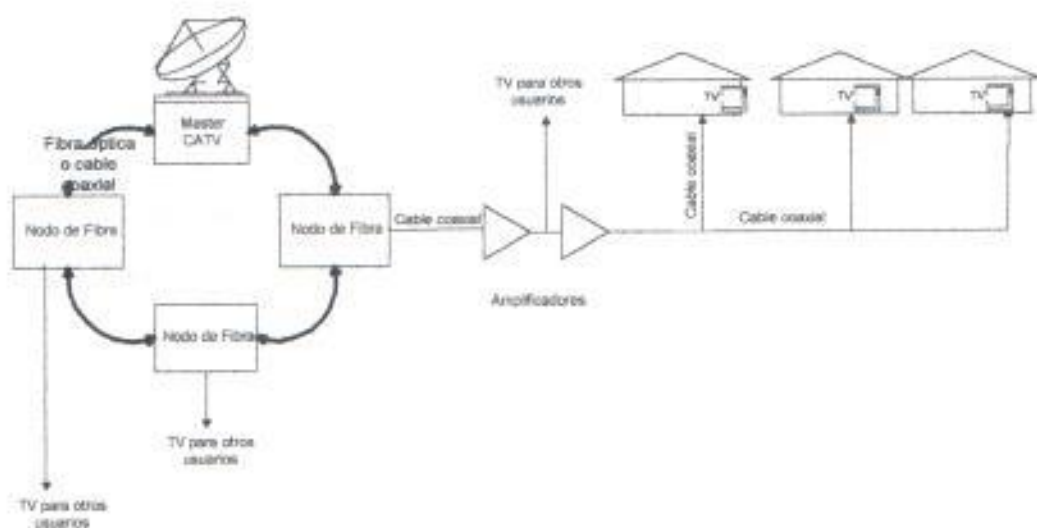 Master
CATV
Fibra óptica
o cable
coaxial
Nodo de Fibra
Nodo de Fibra
Nodo de Fibra
TV para otros
usuarios
TV para otros
usuarios
Cable coaxial
TV para otros
usuarios
Amplificadores
Cable coaxial
Cable coaxial
TV
TV
TV